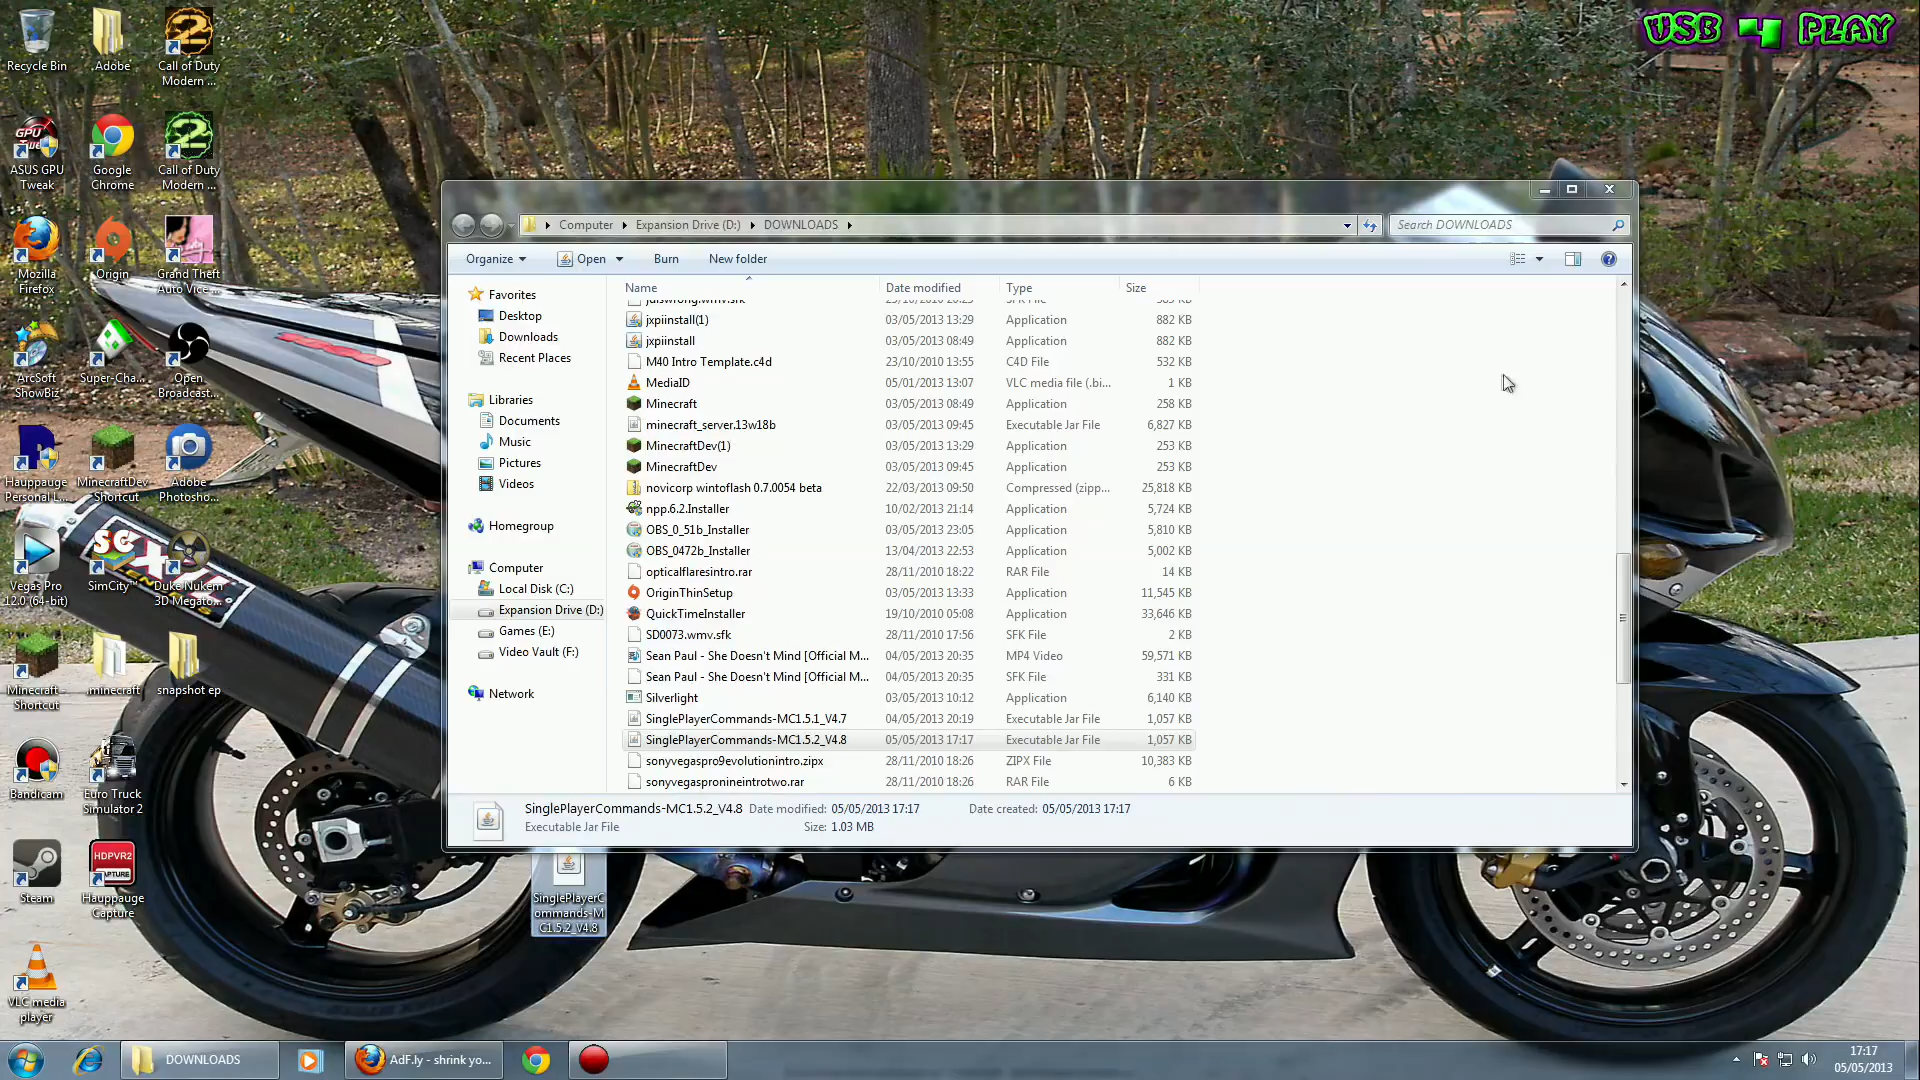 USB 4 PLAY
Recycle Bin
Adobe
Call of Duty
Modern ...
ASUS GPU
Tweak
Google
Chrome
Call of Duty
Modern ...
Mozilla
Firefox
Origin
Grand Theft
Auto Vice ...
ArcSoft
ShowBiz
Super-Cha...
Open
Broadcast...
Hauppauge
Personal L...
MinecraftDev
- Shortcut
Adobe
Photosho...
Vegas Pro
12.0 (64-bit)
SimCity™
Duke Nukem
3D Megato...
Minecraft -
Shortcut
.minecraft
snapshot ep
Bandicam
Euro Truck
Simulator 2
Steam
HDPVR2
CAPTURE
Hauppauge
Capture
VLC media
player
Computer
Expansion Drive (D:)
DOWNLOADS
Search DOWNLOADS
Organize
Open
Burn
New folder
Favorites
Desktop
Downloads
Recent Places
Libraries
Documents
Music
Pictures
Videos
Homegroup
Computer
Local Disk (C:)
Expansion Drive (D:)
Games (E:)
Video Vault (F:)
Network
Name Date modified Type Size
jxpiinstall(1) 03/05/2013 13:29 Application 882 KB
jxpiinstall 03/05/2013 08:49 Application 882 KB
M40 Intro Template.c4d 23/10/2010 13:55 C4D File 532 KB
MediaID 05/01/2013 13:07 VLC media file (.bi... 1 KB
Minecraft 03/05/2013 08:49 Application 258 KB
minecraft_server.13w18b 03/05/2013 09:45 Executable Jar File 6,827 KB
MinecraftDev(1) 03/05/2013 13:29 Application 253 KB
MinecraftDev 03/05/2013 09:45 Application 253 KB
novicorp wintoflash 0.7.0054 beta 22/03/2013 09:50 Compressed (zipp... 25,818 KB
npp.6.2.Installer 10/02/2013 21:14 Application 5,724 KB
OBS_0_51b_Installer 03/05/2013 23:05 Application 5,810 KB
OBS_0472b_Installer 13/04/2013 22:53 Application 5,002 KB
opticalflaresintro.rar 28/11/2010 18:22 RAR File 14 KB
OriginThinSetup 03/05/2013 13:33 Application 11,545 KB
QuickTimeInstaller 19/10/2010 05:08 Application 33,646 KB
SD0073.wmv.sfk 28/11/2010 17:56 SFK File 2 KB
Sean Paul - She Doesn't Mind [Official M... 04/05/2013 20:35 MP4 Video 59,571 KB
Sean Paul - She Doesn't Mind [Official M... 04/05/2013 20:35 SFK File 331 KB
Silverlight 03/05/2013 10:12 Application 6,140 KB
SinglePlayerCommands-MC1.5.1_V4.7 04/05/2013 20:19 Executable Jar File 1,057 KB
SinglePlayerCommands-MC1.5.2_V4.8 05/05/2013 17:17 Executable Jar File 1,057 KB
sonyvegaspro9evolutionintro.zipx 28/11/2010 18:26 ZIPX File 10,383 KB
sonyvegaspronineintrotwo.rar 28/11/2010 18:26 RAR File 6 KB
SinglePlayerCommands-MC1.5.2_V4.8 Date modified: 05/05/2013 17:17 Date created: 05/05/2013 17:17
Executable Jar File Size: 1.03 MB
SinglePlayerC
ommands-M
C1.5.2_V4.8
DOWNLOADS
AdF.ly - shrink yo...
17:17
05/05/2013